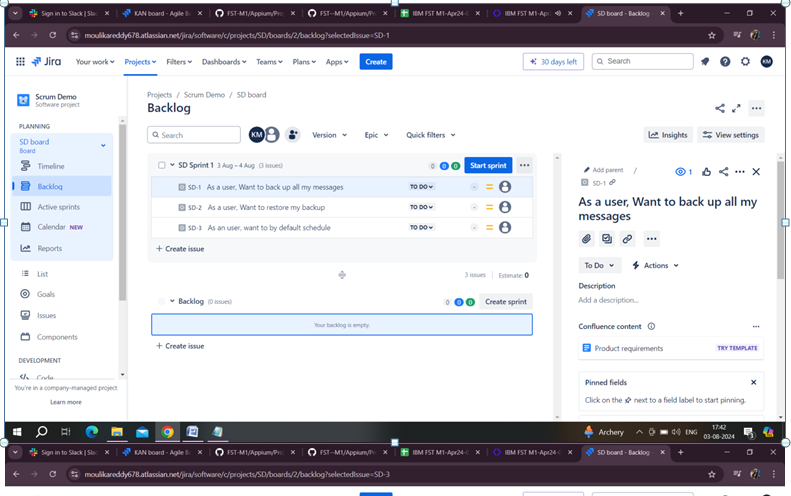 Sign in to Slack | Slac
KAN board - Agile B
FST-M1/Appium/Pro
FST--M1/Appium/Pr
IBM FST M1-Apr24-
IBM FST M1-
SD board - Backlog
moulikareddy678.atlassian.net/jira/software/c/projects/SD/boards/2/backlog?selectedIssue=SD-1
Jira Your work Projects Filters Dashboards Teams Plans Apps Create 30 days left Search KM
Scrum Demo
Software project
PLANNING
SD board
Board
Timeline
Backlog
Active sprints
Calendar NEW
Reports
List
Goals
Issues
Components
DEVELOPMENT
Code
You're in a company-managed project
Learn more
Projects / Scrum Demo / SD board
Backlog
Search KM Version Epic Quick filters Insights View settings
SD Sprint 1 3 Aug – 4 Aug (3 issues) 0 0 0 Start sprint
SD-1 As a user, Want to back up all my messages TO DO -
SD-2 As a user, Want to restore my backup TO DO -
SD-3 As an user, want to by default schedule TO DO -
+ Create issue
3 issues Estimate 0
Backlog (0 issues) 0 0 0 Create sprint
Your backlog is empty.
+ Create issue
Add parent / 1
SD-1
As a user, Want to back up all my
messages
To Do Actions
Description
Add a description...
Confluence content
Product requirements TRY TEMPLATE
Pinned fields
Click on the next to a field label to start pinning.
Archery ENG 17:42
03-08-2024 3
Sign in to Slack | Slac
KAN board - Agile B
FST-M1/Appium/Pro
FST--M1/Appium/Pr
IBM FST M1-Apr24-
IBM FST M1-Apr24-
SD board - Backlog
moulikareddy678.atlassian.net/jira/software/c/projects/SD/boards/2/backlog?selectedIssue=SD-3